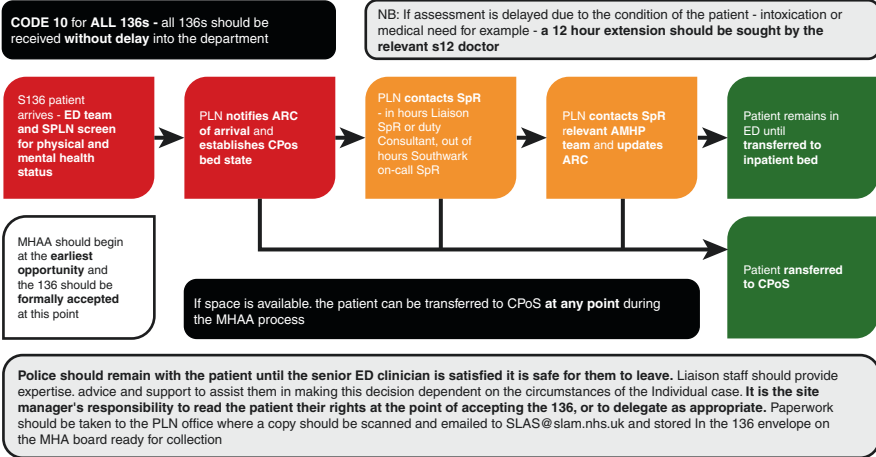 CODE 10 for ALL 136s - all 136s should be
received without delay into the department
NB: If assessment is delayed due to the condition of the patient - intoxication or
medical need for example - a 12 hour extension should be sought by the
relevant s12 doctor
S136 patient
arrives - ED team
and SPLN screen
for physical and
mental health
status
PLN notifies ARC
of arrival and
establishes CPos
bed state
PLN contacts SpR
- in hours Liaison
SpR or duty
Consultant, out of
hours Southwark
on-call SpR
PLN contacts SpR
relevant AMHP
team and updates
ARC
Patient remains in
ED until
transferred to
inpatient bed
MHAA should begin
at the earliest
opportunity and
the 136 should be
formally accepted
at this point
If space is available. the patient can be transferred to CPoS at any point during
the MHAA process
Patient ransferred
to CPoS
Police should remain with the patient until the senior ED clinician is satisfied it is safe for them to leave. Liaison staff should provide
expertise. advice and support to assist them in making this decision dependent on the circumstances of the Individual case. It is the site
manager's responsibility to read the patient their rights at the point of accepting the 136, or to delegate as appropriate. Paperwork
should be taken to the PLN office where a copy should be scanned and emailed to SLAS@slam.nhs.uk and stored In the 136 envelope on
the MHA board ready for collection